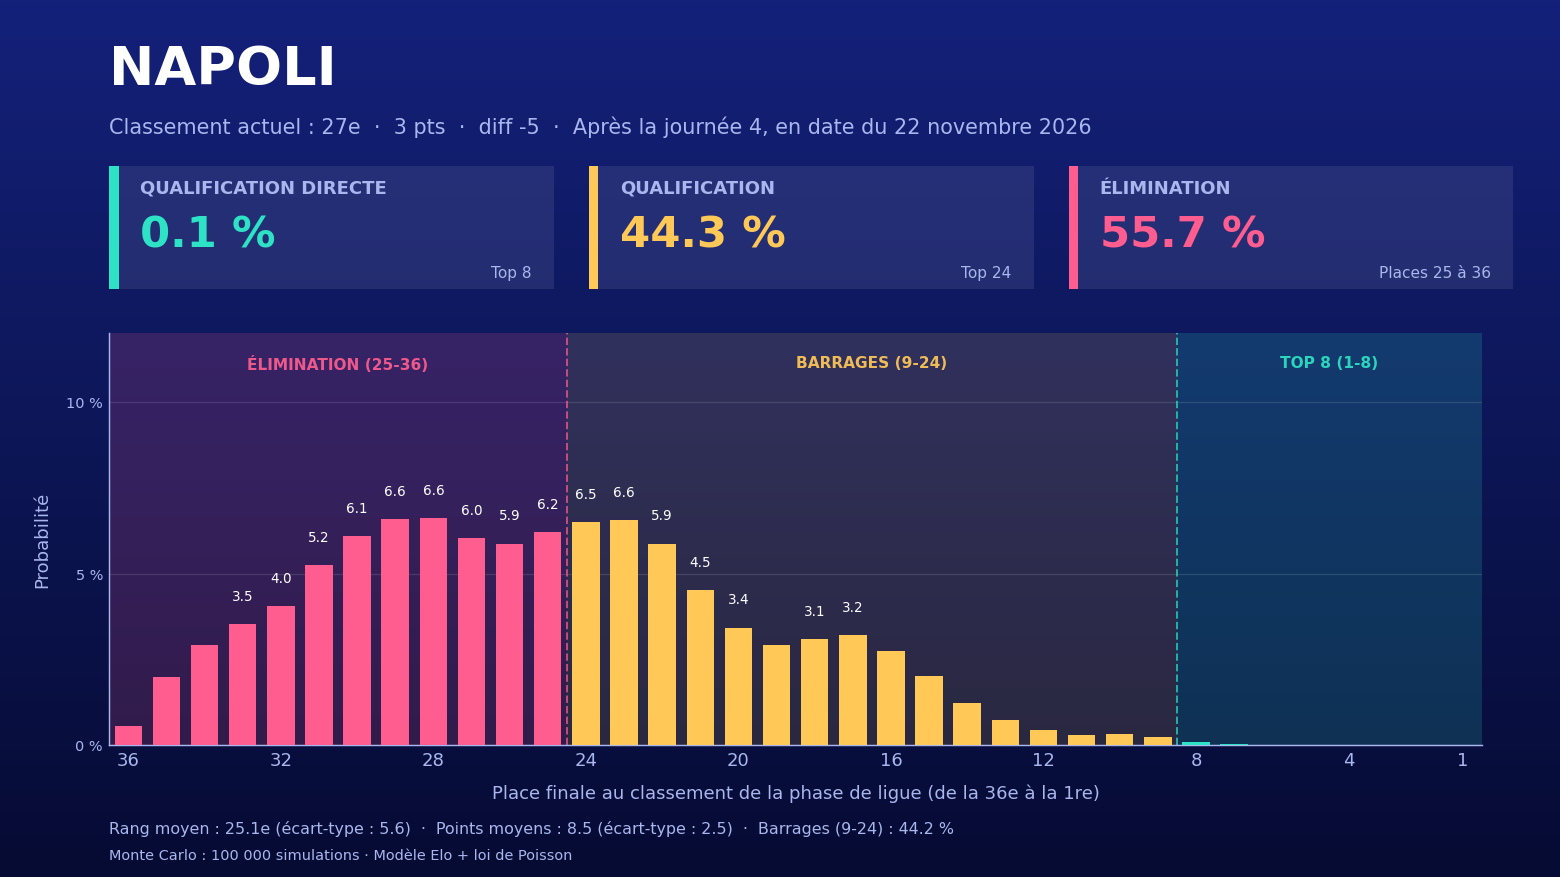 NAPOLI
Classement actuel : 27e · 3 pts · diff -5 · Après la journée 4, en date du 22 novembre 2026
QUALIFICATION DIRECTE
0.1 %
Top 8
QUALIFICATION
44.3 %
Top 24
ÉLIMINATION
55.7 %
Places 25 à 36
ÉLIMINATION (25-36)
BARRAGES (9-24)
TOP 8 (1-8)
Probabilité
10 %
5 %
0 %
3.5
4.0
5.2
6.1
6.6
6.6
6.0
5.9
6.2
6.5
6.6
5.9
4.5
3.4
3.1
3.2
36 32 28 24 20 16 12 8 4 1
Place finale au classement de la phase de ligue (de la 36e à la 1re)
Rang moyen : 25.1e (écart-type : 5.6) · Points moyens : 8.5 (écart-type : 2.5) · Barrages (9-24) : 44.2 %
Monte Carlo : 100 000 simulations · Modèle Elo + loi de Poisson